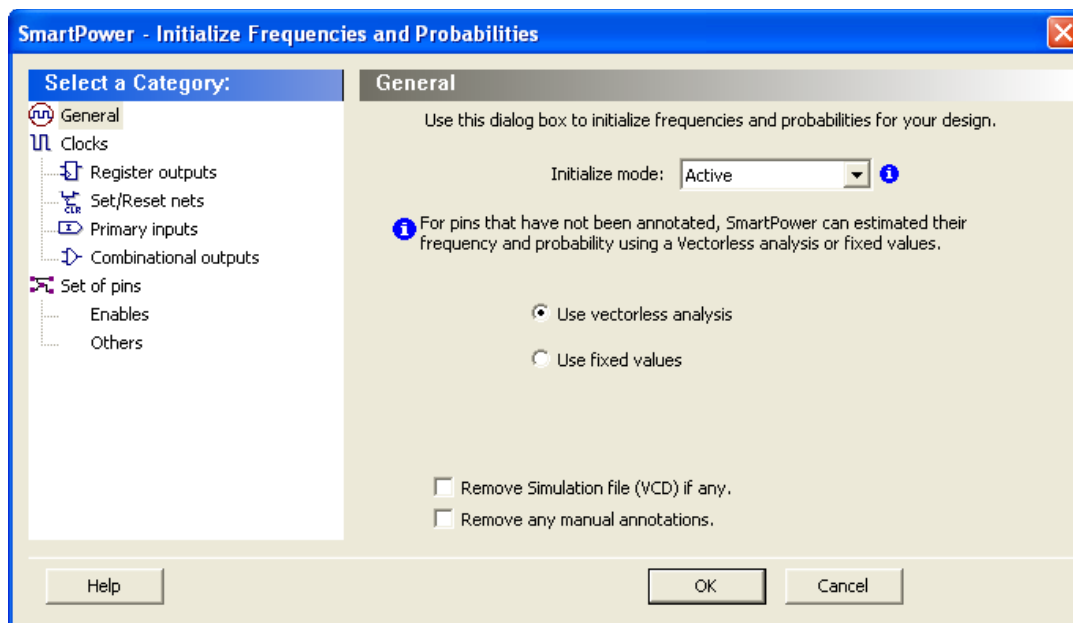 SmartPower - Initialize Frequencies and Probabilities
Select a Category:
General
Clocks
Register outputs
Set/Reset nets
CLR
Primary inputs
Combinational outputs
Set of pins
Enables
Others
General
Use this dialog box to initialize frequencies and probabilities for your design.
Initialize mode: Active
For pins that have not been annotated, SmartPower can estimated their
frequency and probability using a Vectorless analysis or fixed values.
Use vectorless analysis
Use fixed values
Remove Simulation file (VCD) if any.
Remove any manual annotations.
Help
OK
Cancel